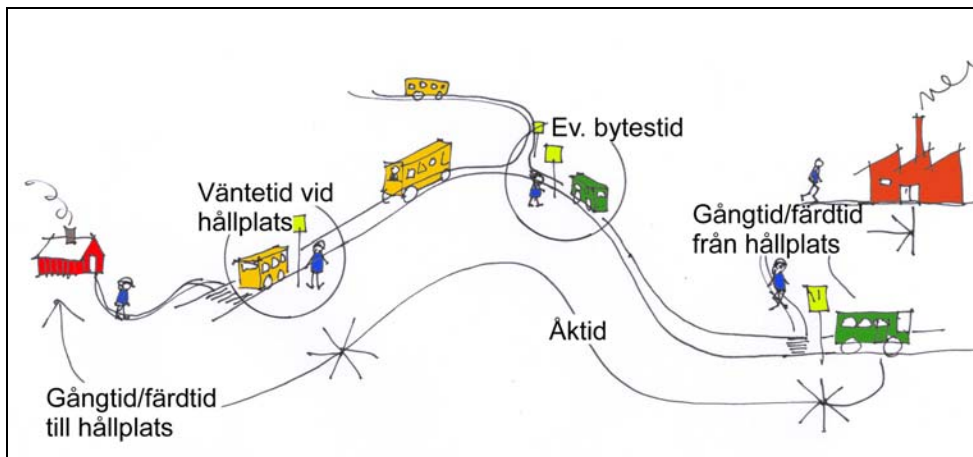 Ev. bytestid
Väntetid vid
hållplats
Gångtid/färdtid
från hållplats
Åktid
Gångtid/färdtid
till hållplats